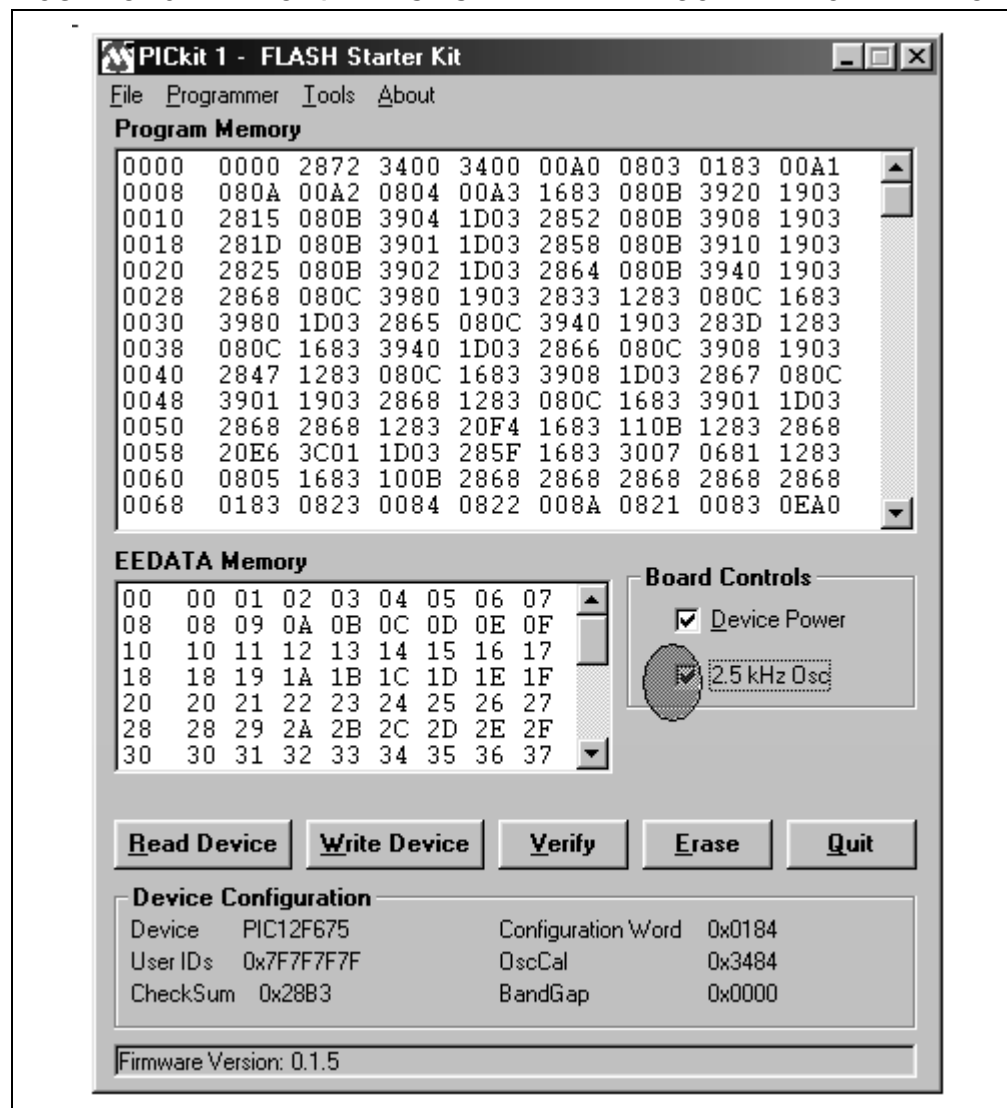 PICkit 1 - FLASH Starter Kit
File Programmer Tools About
Program Memory
0000 0000 2872 3400 3400 00A0 0803 0183 00A1
0008 080A 00A2 0804 00A3 1683 080B 3920 1903
0010 2815 080B 3904 1D03 2852 080B 3908 1903
0018 281D 080B 3901 1D03 2858 080B 3910 1903
0020 2825 080B 3902 1D03 2864 080B 3940 1903
0028 2868 080C 3980 1903 2833 1283 080C 1683
0030 3980 1D03 2865 080C 3940 1903 283D 1283
0038 080C 1683 3940 1D03 2866 080C 3908 1903
0040 2847 1283 080C 1683 3908 1D03 2867 080C
0048 3901 1903 2868 1283 080C 1683 3901 1D03
0050 2868 2868 1283 20F4 1683 110B 1283 2868
0058 20E6 3C01 1D03 285F 1683 3007 0681 1283
0060 0805 1683 100B 2868 2868 2868 2868 2868
0068 0183 0823 0084 0822 008A 0821 0083 0EA0
EEDATA Memory
00 00 01 02 03 04 05 06 07
08 08 09 0A 0B 0C 0D 0E 0F
10 10 11 12 13 14 15 16 17
18 18 19 1A 1B 1C 1D 1E 1F
20 20 21 22 23 24 25 26 27
28 28 29 2A 2B 2C 2D 2E 2F
30 30 31 32 33 34 35 36 37
Board Controls
Device Power
2.5 kHz Osc
Read Device Write Device Verify Erase Quit
Device Configuration
Device PIC12F675 Configuration Word 0x0184
User IDs 0x7F7F7F7F OscCal 0x3484
CheckSum 0x28B3 BandGap 0x0000
Firmware Version: 0.1.5